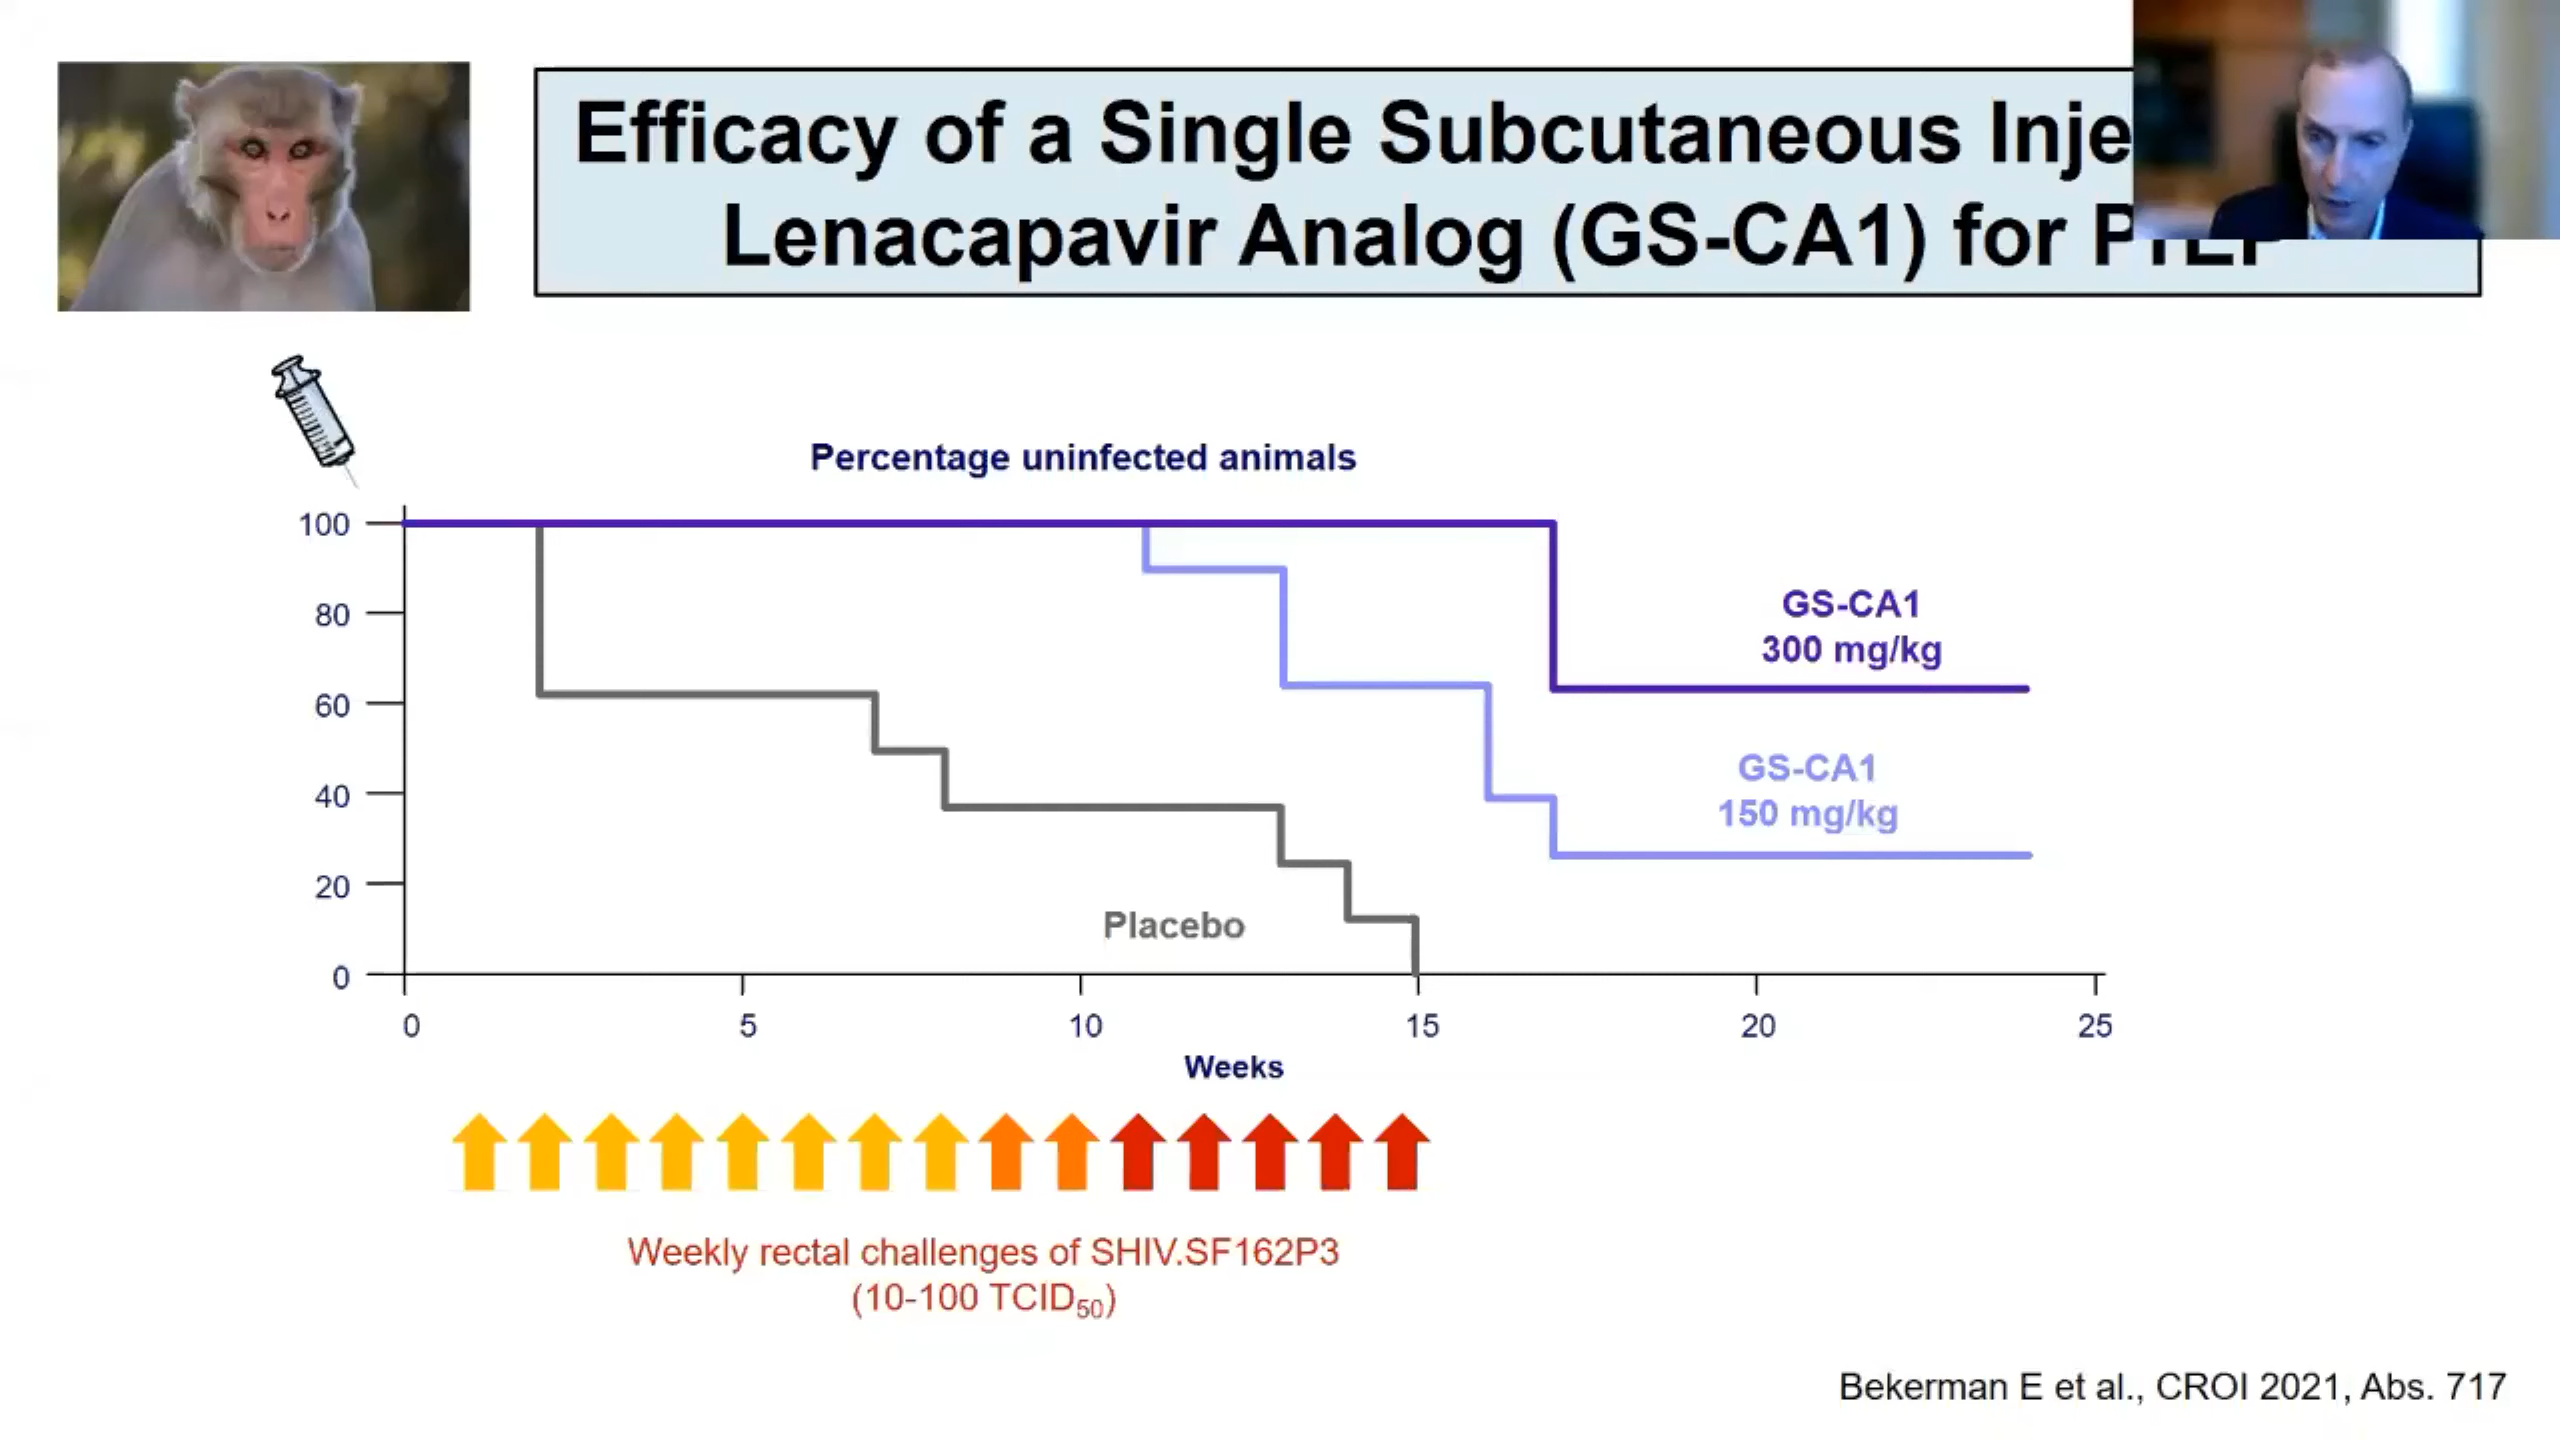 Efficacy of a Single Subcutaneous
Lenacapavir Analog (GS-CA1) for
Percentage uninfected animals
100
80
60
40
20
0
GS-CA1
300 mg/kg
GS-CA1
150 mg/kg
Placebo
0 5 10 15 20 25
Weeks
Weekly rectal challenges of SHIV.SF162P3
(10-100 TCID50)
Bekerman E et al., CROI 2021, Abs. 717